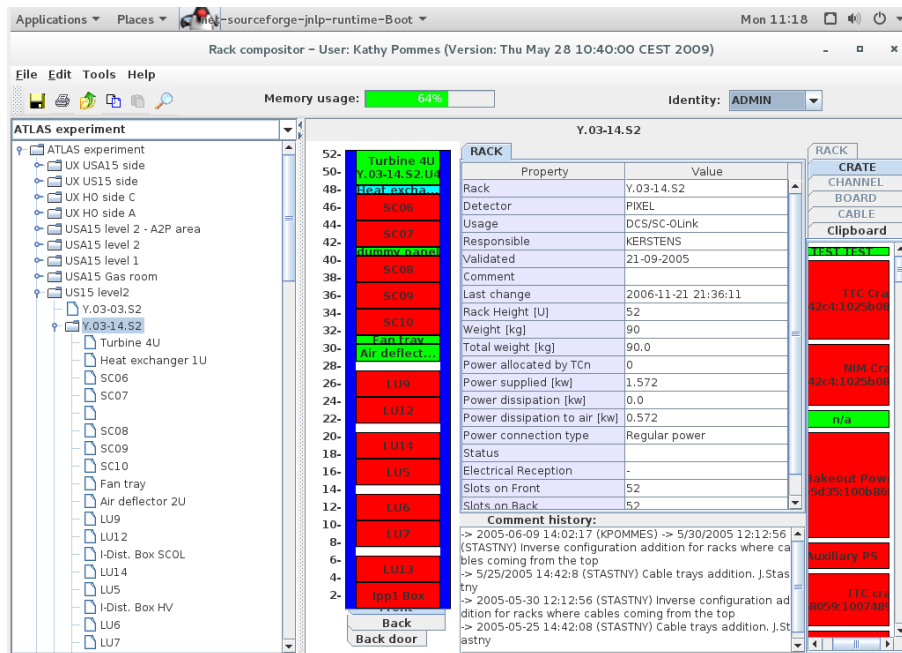 Applications Places net-sourceforge-jnlp-runtime-Boot Mon 11:18
Rack compositor – User: Kathy Pommes (Version: Thu May 28 10:40:00 CEST 2009)
File Edit Tools Help
Memory usage: 64% Identity: ADMIN
ATLAS experiment
ATLAS experiment
UX USA15 side
UX US15 side
UX HO side C
UX HO side A
USA15 level 2 - A2P area
USA15 level 2
USA15 level 1
USA15 Gas room
US15 level2
Y.03-03.S2
Y.03-14.S2
Turbine 4U
Heat exchanger 1U
SC06
SC07
SC08
SC09
SC10
Fan tray
Air deflector 2U
LU9
LU12
I-Dist. Box SCOL
LU14
LU5
I-Dist. Box HV
LU6
LU7
Y.03-14.S2
52-
50-
48-
46-
44-
42-
40-
38-
36-
34-
32-
30-
28-
26-
24-
22-
20-
18-
16-
14-
12-
10-
8-
6-
4-
2-
Turbine 4U
Y.03-14.S2.U4
Heat excha...
SC06
SC07
dummy panel
SC08
SC09
SC10
Fan tray
Air deflect...
LU9
LU12
LU14
LU5
LU6
LU7
LU13
Ipp1 Box
Front
Back
Back door
RACK
Property Value
Rack Y.03-14.S2
Detector PIXEL
Usage DCS/SC-OLink
Responsible KERSTENS
Validated 21-09-2005
Comment
Last change 2006-11-21 21:36:11
Rack Height [U] 52
Weight [kg] 90
Total weight [kg] 90.0
Power allocated by TCn 0
Power supplied [kw] 1.572
Power dissipation [kw] 0.0
Power dissipation to air [kw] 0.572
Power connection type Regular power
Status
Electrical Reception -
Slots on Front 52
Slots on Back 52
Comment history:
-> 2005-06-09 14:02:17 (KPOMMES) -> 5/30/2005 12:12:56
(STASTNY) Inverse configuration addition for racks where ca
bles coming from the top
-> 5/25/2005 14:42:8 (STASTNY) Cable trays addition. J.Stas
tny
-> 2005-05-30 12:12:56 (STASTNY) Inverse configuration ad
dition for racks where cables coming from the top
-> 2005-05-25 14:42:08 (STASTNY) Cable trays addition. J.St
astny
RACK
CRATE
CHANNEL
BOARD
CABLE
Clipboard
TEST TEST
TTC Cra
42c4:1025b08
NIM Cra
42c4:1025b08
n/a
akeout Pow
5d35:100b86
Auxillary PS
TTC cra
8059:1007489